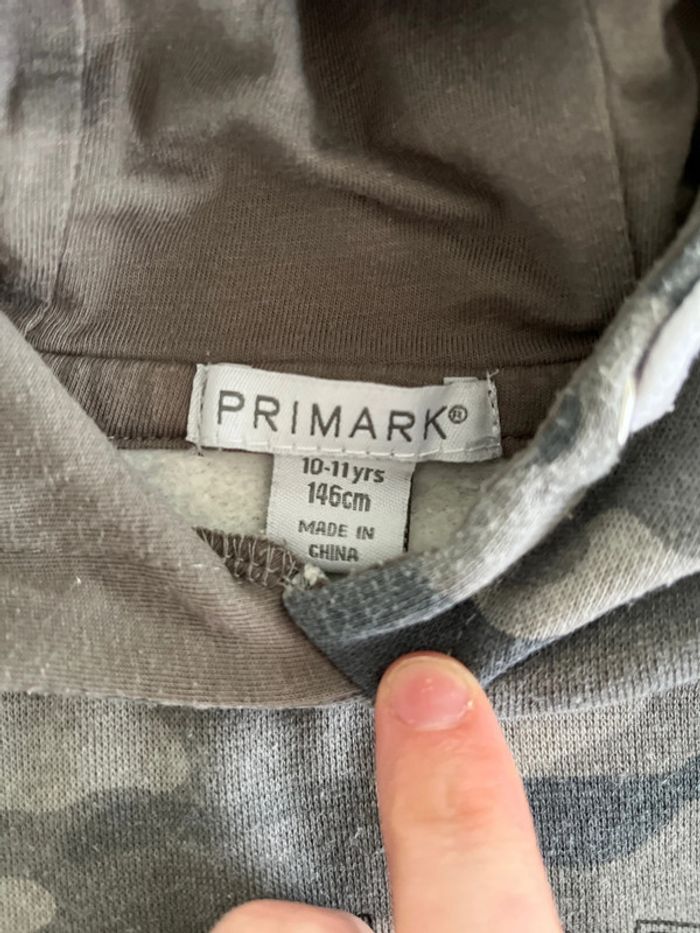 PRIMARK®
10-11yrs
146cm
MADE IN
CHINA